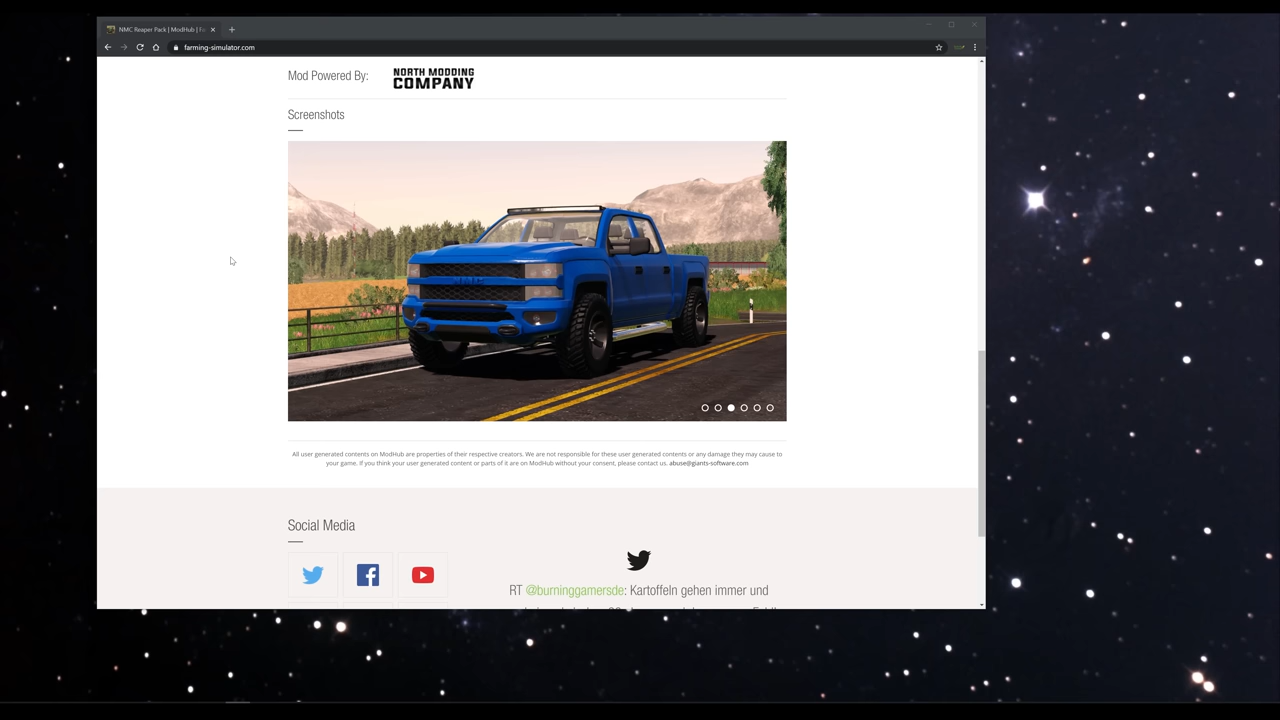 NMC Reaper Pack | ModHub | Fa
farming-simulator.com
Mod Powered By:
NORTH MODDING
COMPANY
Screenshots
All user generated contents on ModHub are properties of their respective creators. We are not responsible for these user generated contents or any damage they may cause to
your game. If you think your user generated content or parts of it are on ModHub without your consent, please contact us. abuse@giants-software.com
Social Media
RT @burninggamersde: Kartoffeln gehen immer und